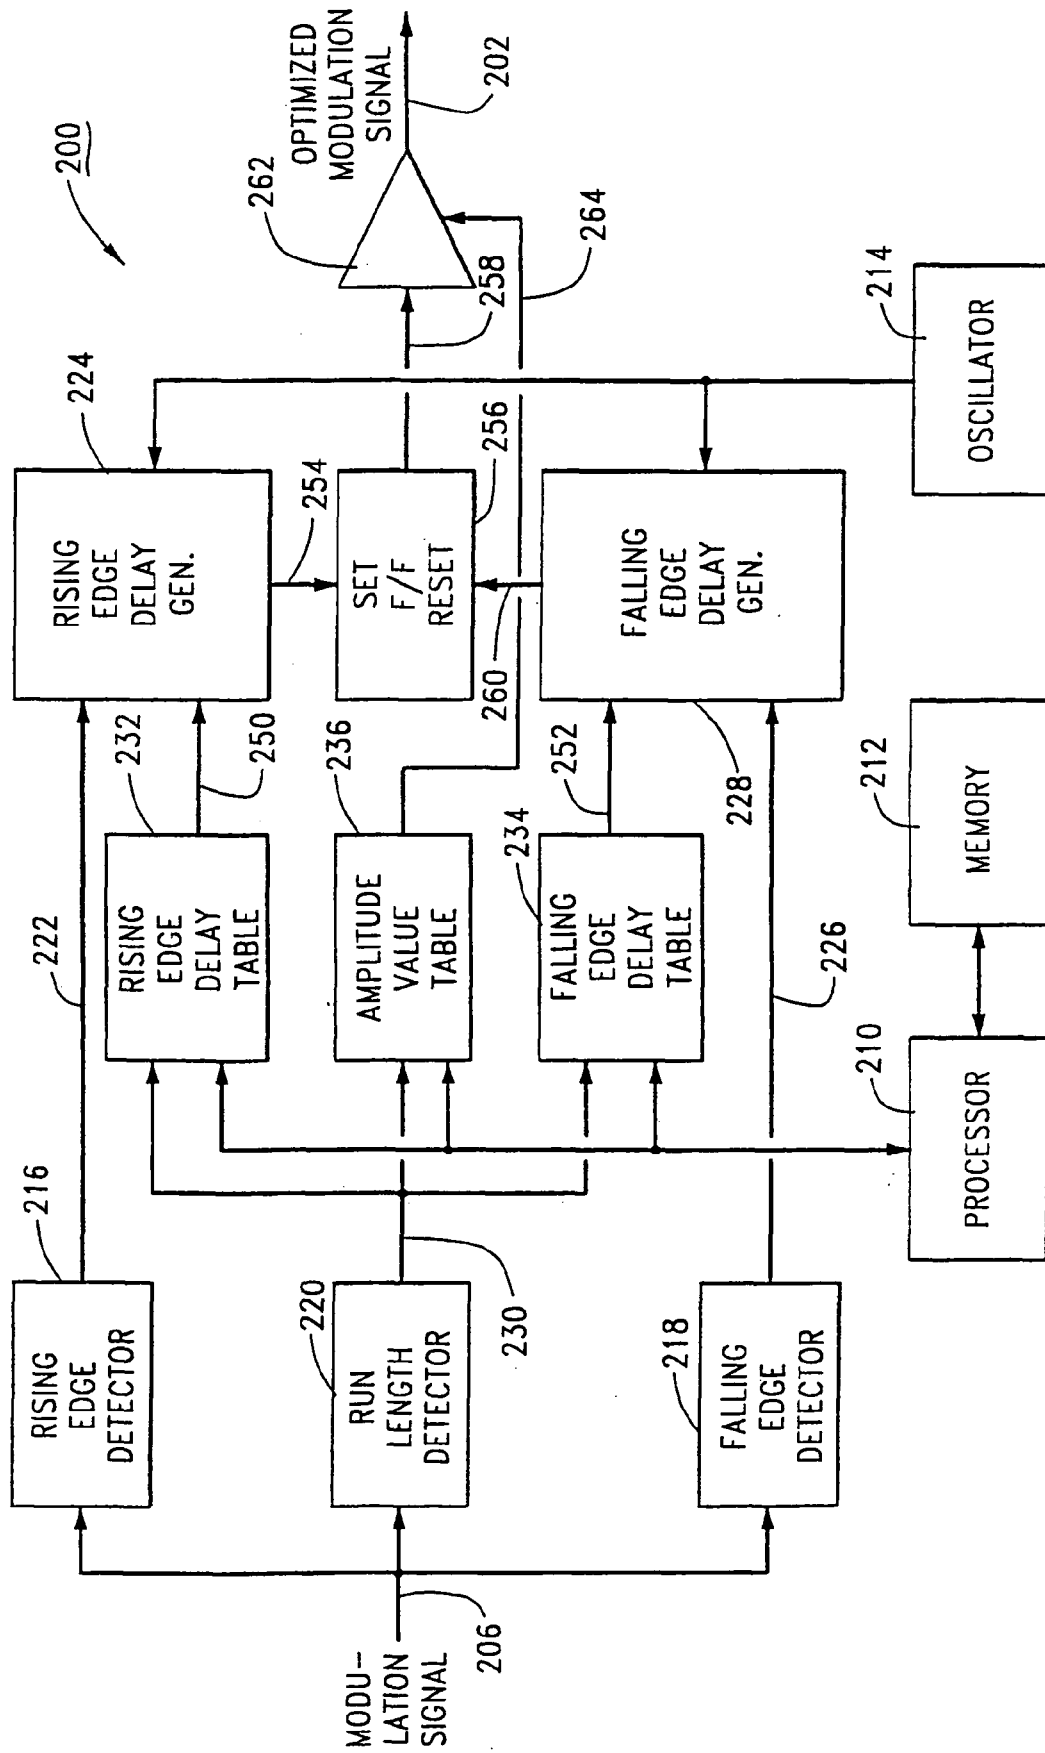 200
MODU-
LATION
SIGNAL
206
RISING
EDGE
DETECTOR
216
222
RUN
LENGTH
DETECTOR
220
230
FALLING
EDGE
DETECTOR
218
226
RISING
EDGE
DELAY
TABLE
232
250
AMPLITUDE
VALUE
TABLE
236
FALLING
EDGE
DELAY
TABLE
234
252
RISING
EDGE
DELAY
GEN.
224
254
SET
F/F
RESET
256
260
FALLING
EDGE
DELAY
GEN.
228
258
262
264
OPTIMIZED
MODULATION
SIGNAL
202
PROCESSOR
210
MEMORY
212
OSCILLATOR
214